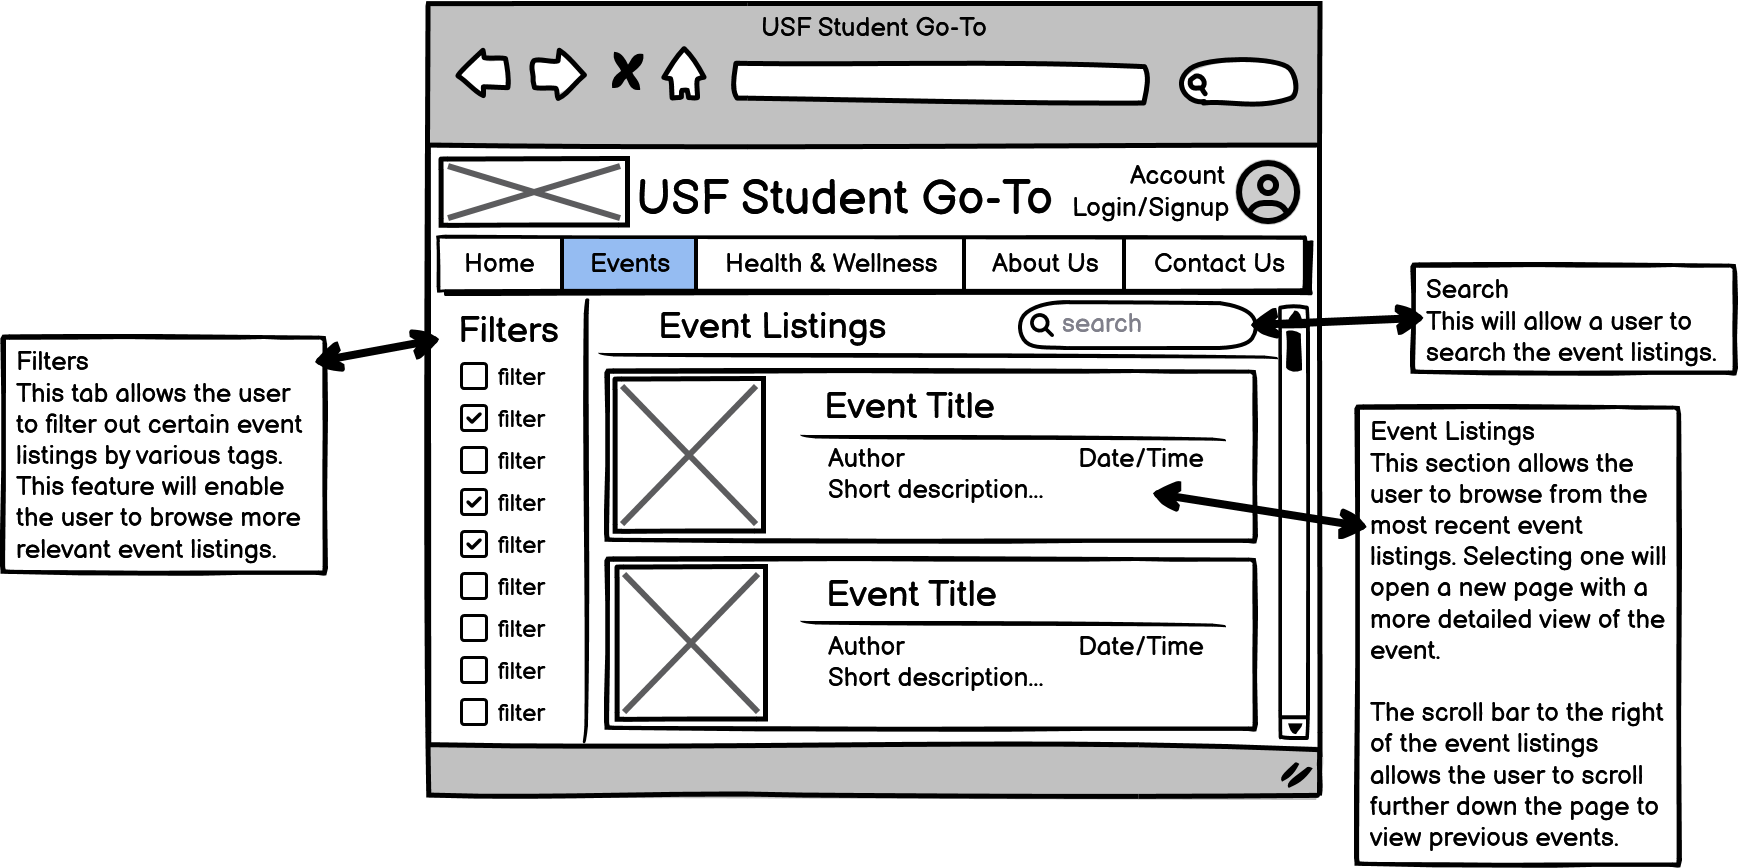 USF Student Go-To
USF Student Go-To
Account
Login/Signup
Home
Events
Health & Wellness
About Us
Contact Us
Filters
filter
filter
filter
filter
filter
filter
filter
filter
filter
Event Listings
search
Event Title
Author
Date/Time
Short description...
Event Title
Author
Date/Time
Short description...
Filters
This tab allows the user
to filter out certain event
listings by various tags.
This feature will enable
the user to browse more
relevant event listings.
Search
This will allow a user to
search the event listings.
Event Listings
This section allows the
user to browse from the
most recent event
listings. Selecting one will
open a new page with a
more detailed view of the
event.
The scroll bar to the right
of the event listings
allows the user to scroll
further down the page to
view previous events.